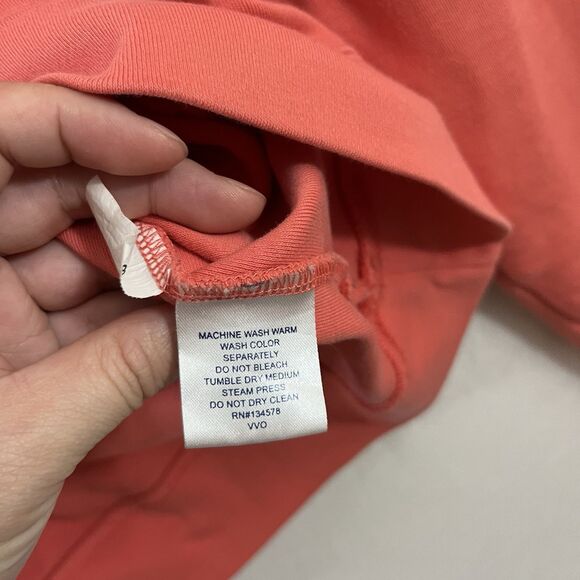 3
MACHINE WASH WARM
WASH COLOR
SEPARATELY
DO NOT BLEACH
TUMBLE DRY MEDIUM
STEAM PRESS
DO NOT DRY CLEAN
RN#134578
VVO